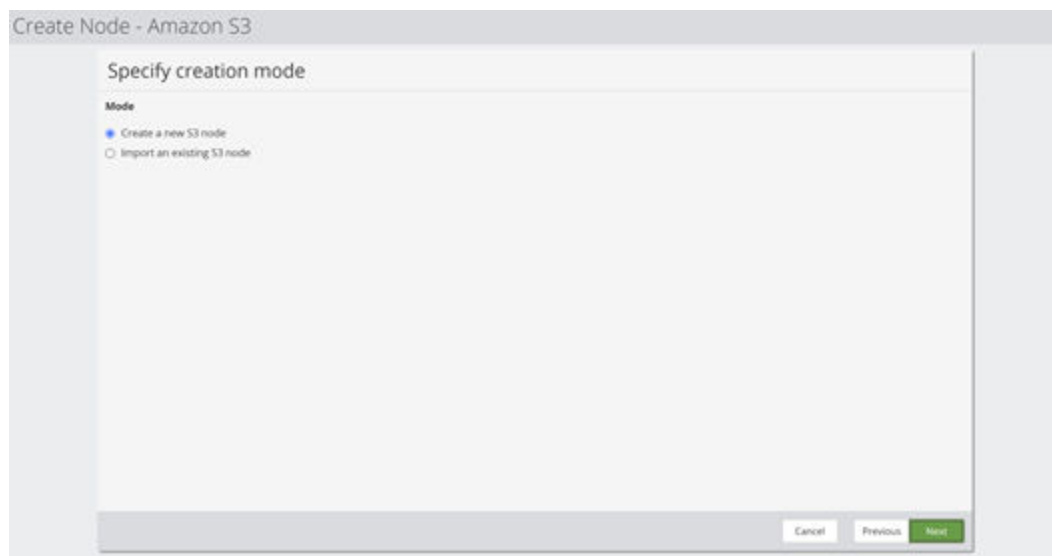 Create Node - Amazon S3
Specify creation mode
Mode
Create a new S3 node
Import an existing S3 node
Cancel
Previous
Next